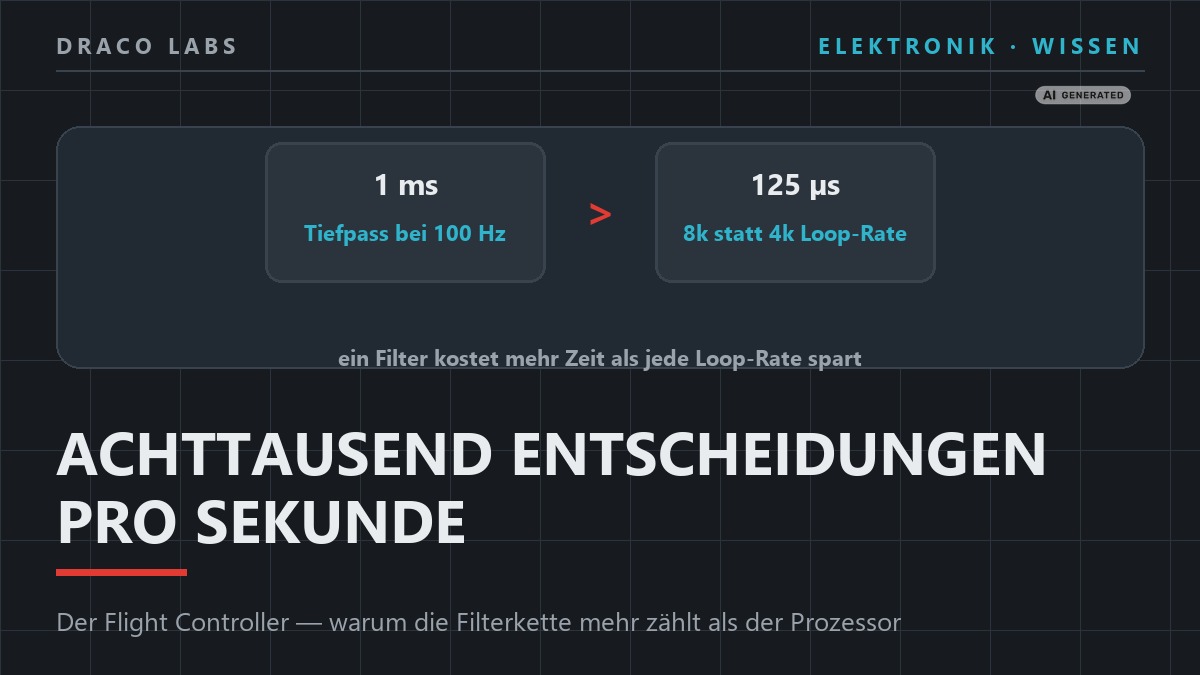 DRACO LABS
ELEKTRONIK · WISSEN
AI GENERATED
1 ms
>
125 µs
Tiefpass bei 100 Hz
8k statt 4k Loop-Rate
ein Filter kostet mehr Zeit als jede Loop-Rate spart
ACHTTAUSEND ENTSCHEIDUNGEN
PRO SEKUNDE
Der Flight Controller — warum die Filterkette mehr zählt als der Prozessor